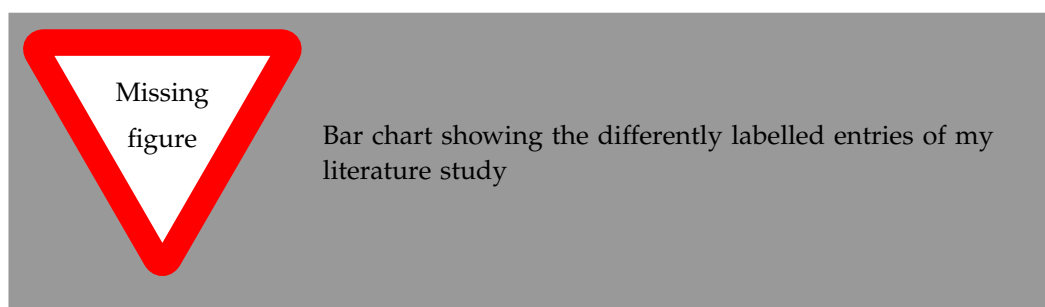 Missing
figure
Bar chart showing the differently labelled entries of my
literature study